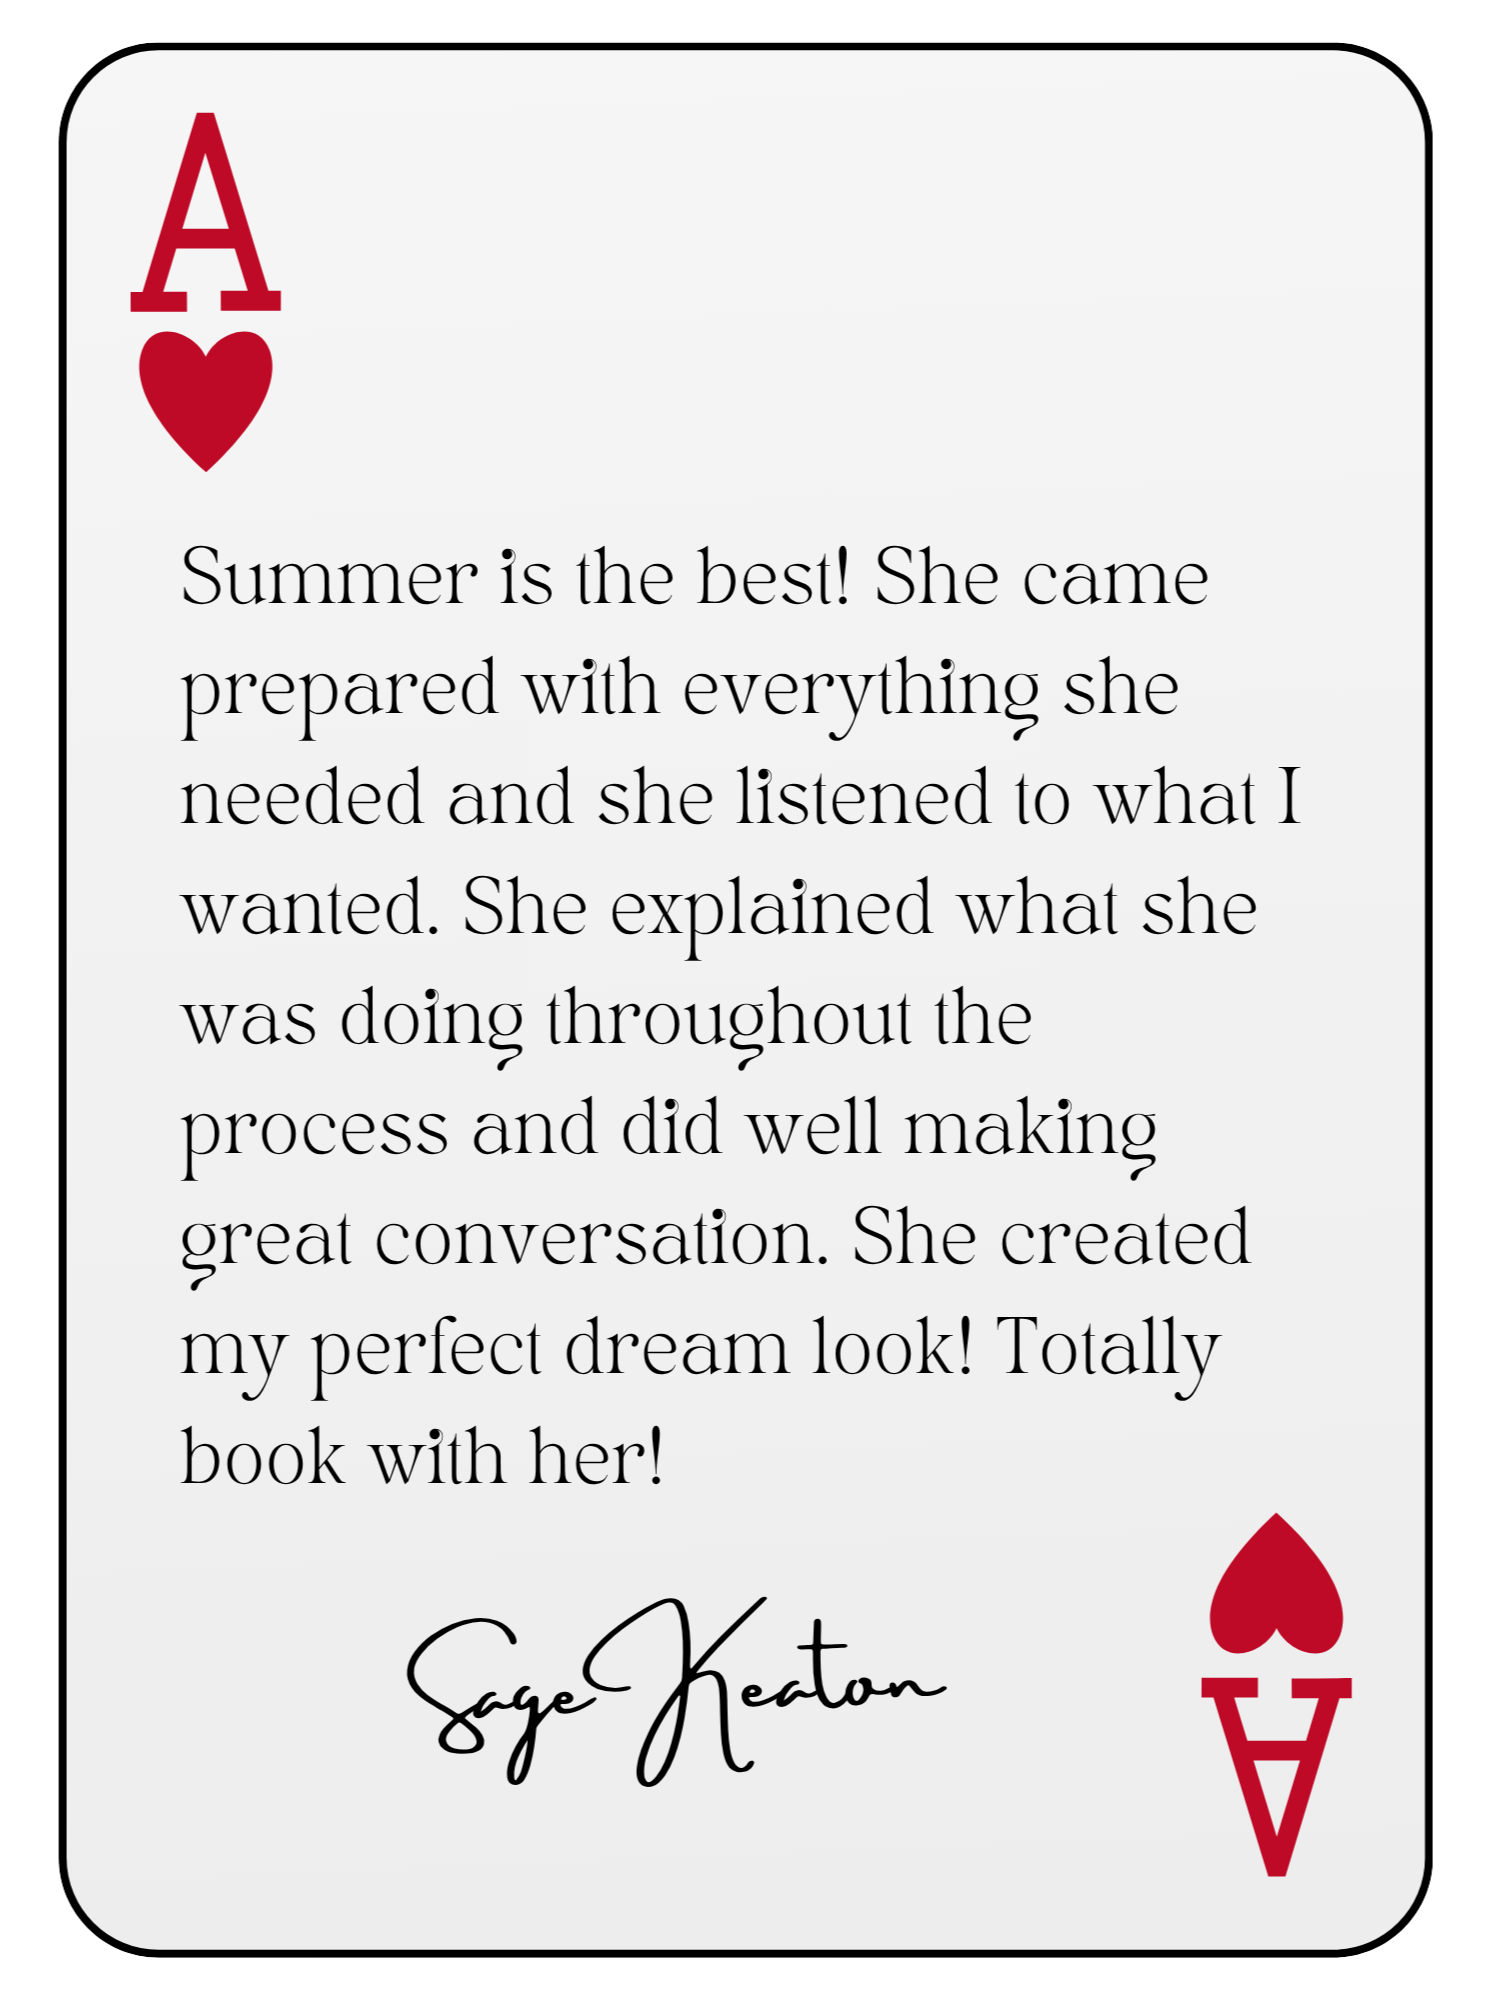 A
Summer is the best! She came
prepared with everything she
needed and she listened to what I
wanted. She explained what she
was doing throughout the
process and did well making
great conversation. She created
my perfect dream look! Totally
book with her!
Sage Keaton
A